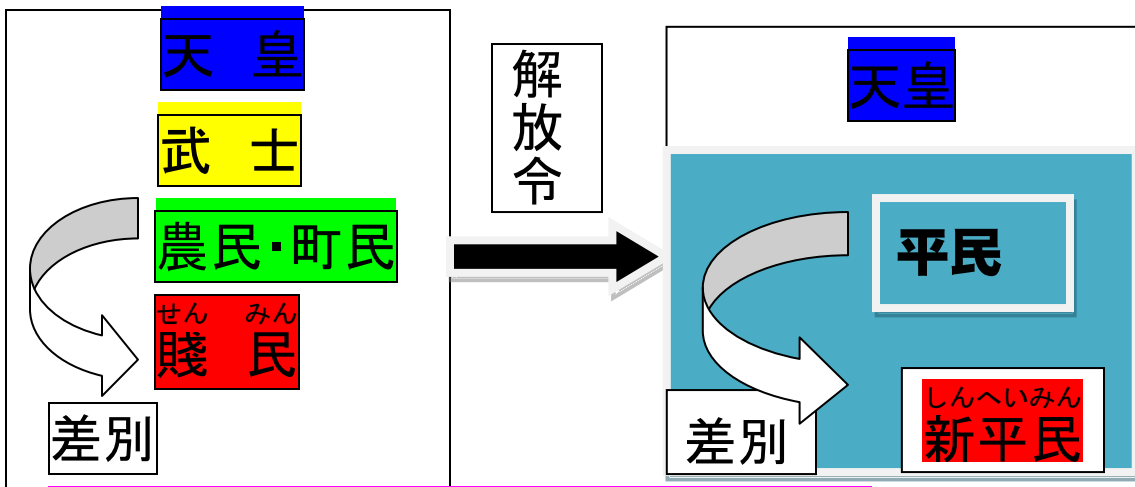 天　皇
武　士
農民・町民
せん　みん
賤　民
差別
解放令
天皇
平民
しんへいみん
新平民
差別